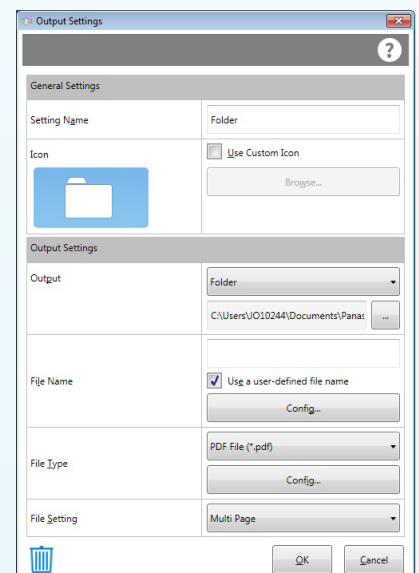 Output Settings
?
General Settings
Setting Name
Folder
Icon
Use Custom Icon
Browse...
Output Settings
Output
Folder
C:\Users\JO10244\Documents\Panas
...
File Name
Use a user-defined file name
Config...
File Type
PDF File (*.pdf)
Config...
File Setting
Multi Page
OK
Cancel